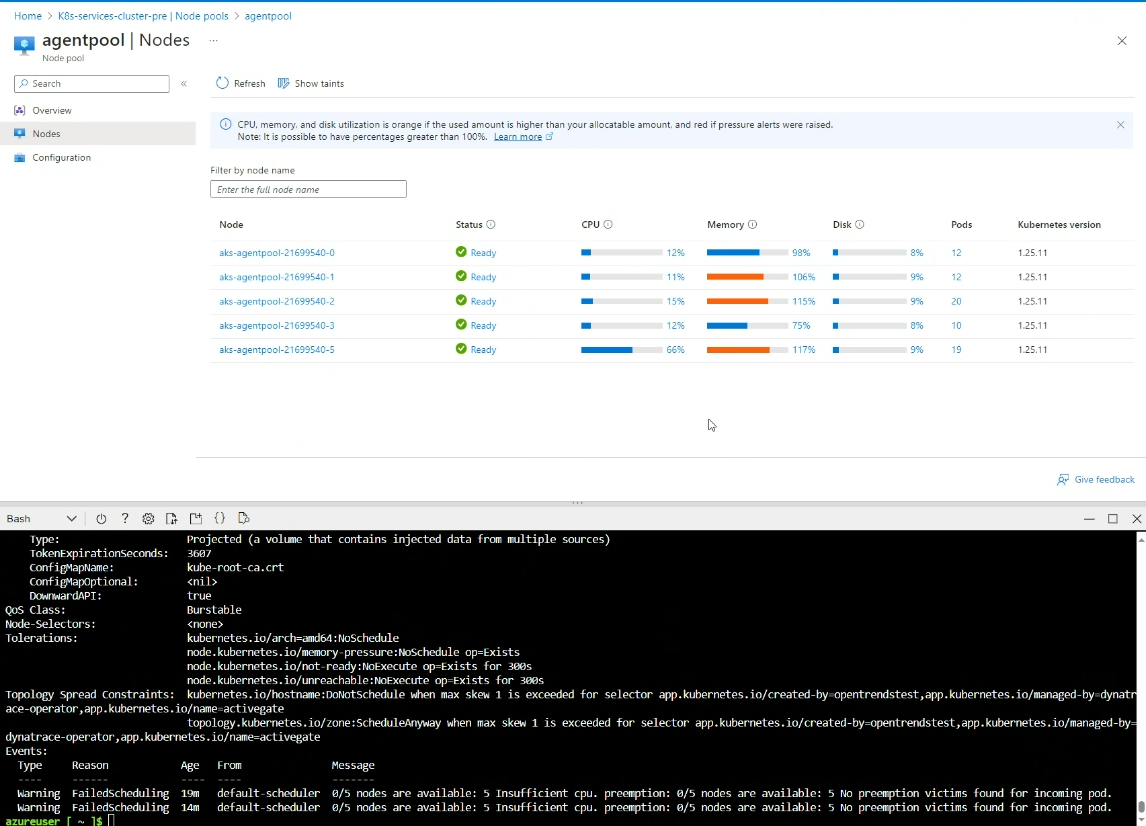 Home > K8s-services-cluster-pre | Node pools > agentpool
agentpool | Nodes ...
Node pool
Search «
Refresh Show taints
Overview
Nodes
Configuration
CPU, memory, and disk utilization is orange if the used amount is higher than your allocatable amount, and red if pressure alerts were raised.
Note: It is possible to have percentages greater than 100%. Learn more
Filter by node name
Enter the full node name
Node Status CPU Memory Disk Pods Kubernetes version
aks-agentpool-21699540-0 Ready 12% 98% 8% 12 1.25.11
aks-agentpool-21699540-1 Ready 11% 106% 9% 12 1.25.11
aks-agentpool-21699540-2 Ready 15% 115% 9% 20 1.25.11
aks-agentpool-21699540-3 Ready 12% 75% 8% 10 1.25.11
aks-agentpool-21699540-5 Ready 66% 117% 9% 19 1.25.11
Give feedback
Bash ? {}
Type: Projected (a volume that contains injected data from multiple sources)
TokenExpirationSeconds: 3607
ConfigMapName: kube-root-ca.crt
ConfigMapOptional: <nil>
DownwardAPI: true
QoS Class: Burstable
Node-Selectors: <none>
Tolerations: kubernetes.io/arch=amd64:NoSchedule
node.kubernetes.io/memory-pressure:NoSchedule op=Exists
node.kubernetes.io/not-ready:NoExecute op=Exists for 300s
node.kubernetes.io/unreachable:NoExecute op=Exists for 300s
Topology Spread Constraints: kubernetes.io/hostname:DoNotSchedule when max skew 1 is exceeded for selector app.kubernetes.io/created-by=opentrendstest,app.kubernetes.io/managed-by=dynatr
ace-operator,app.kubernetes.io/name=activegate
topology.kubernetes.io/zone:ScheduleAnyway when max skew 1 is exceeded for selector app.kubernetes.io/created-by=opentrendstest,app.kubernetes.io/managed-by=
dynatrace-operator,app.kubernetes.io/name=activegate
Events:
Type Reason Age From Message
---- ------ ---- ---- -------
Warning FailedScheduling 19m default-scheduler 0/5 nodes are available: 5 Insufficient cpu. preemption: 0/5 nodes are available: 5 No preemption victims found for incoming pod.
Warning FailedScheduling 14m default-scheduler 0/5 nodes are available: 5 Insufficient cpu. preemption: 0/5 nodes are available: 5 No preemption victims found for incoming pod.
azureuser [ ~ ]$